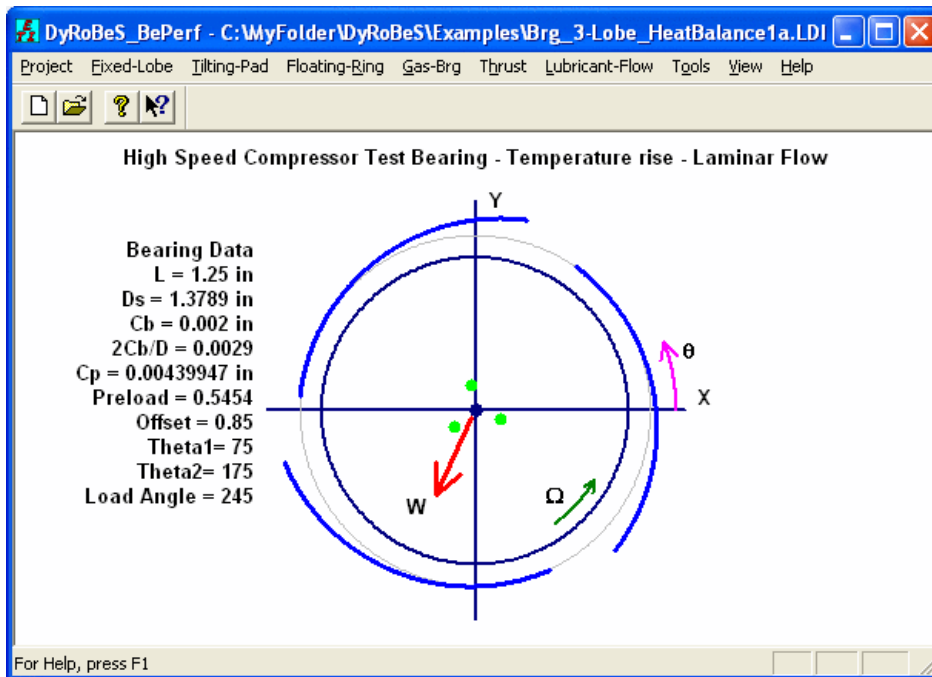 DyRoBeS_BePerf - C:\MyFolder\DyRoBeS\Examples\Brg_3-Lobe_HeatBalance1a.LDI
Project Fixed-Lobe Tilting-Pad Floating-Ring Gas-Brg Thrust Lubricant-Flow Tools View Help
High Speed Compressor Test Bearing - Temperature rise - Laminar Flow
Bearing Data
L = 1.25 in
Ds = 1.3789 in
Cb = 0.002 in
2Cb/D = 0.0029
Cp = 0.00439947 in
Preload = 0.5454
Offset = 0.85
Theta1= 75
Theta2= 175
Load Angle = 245
Y
θ
X
Ω
W
For Help, press F1